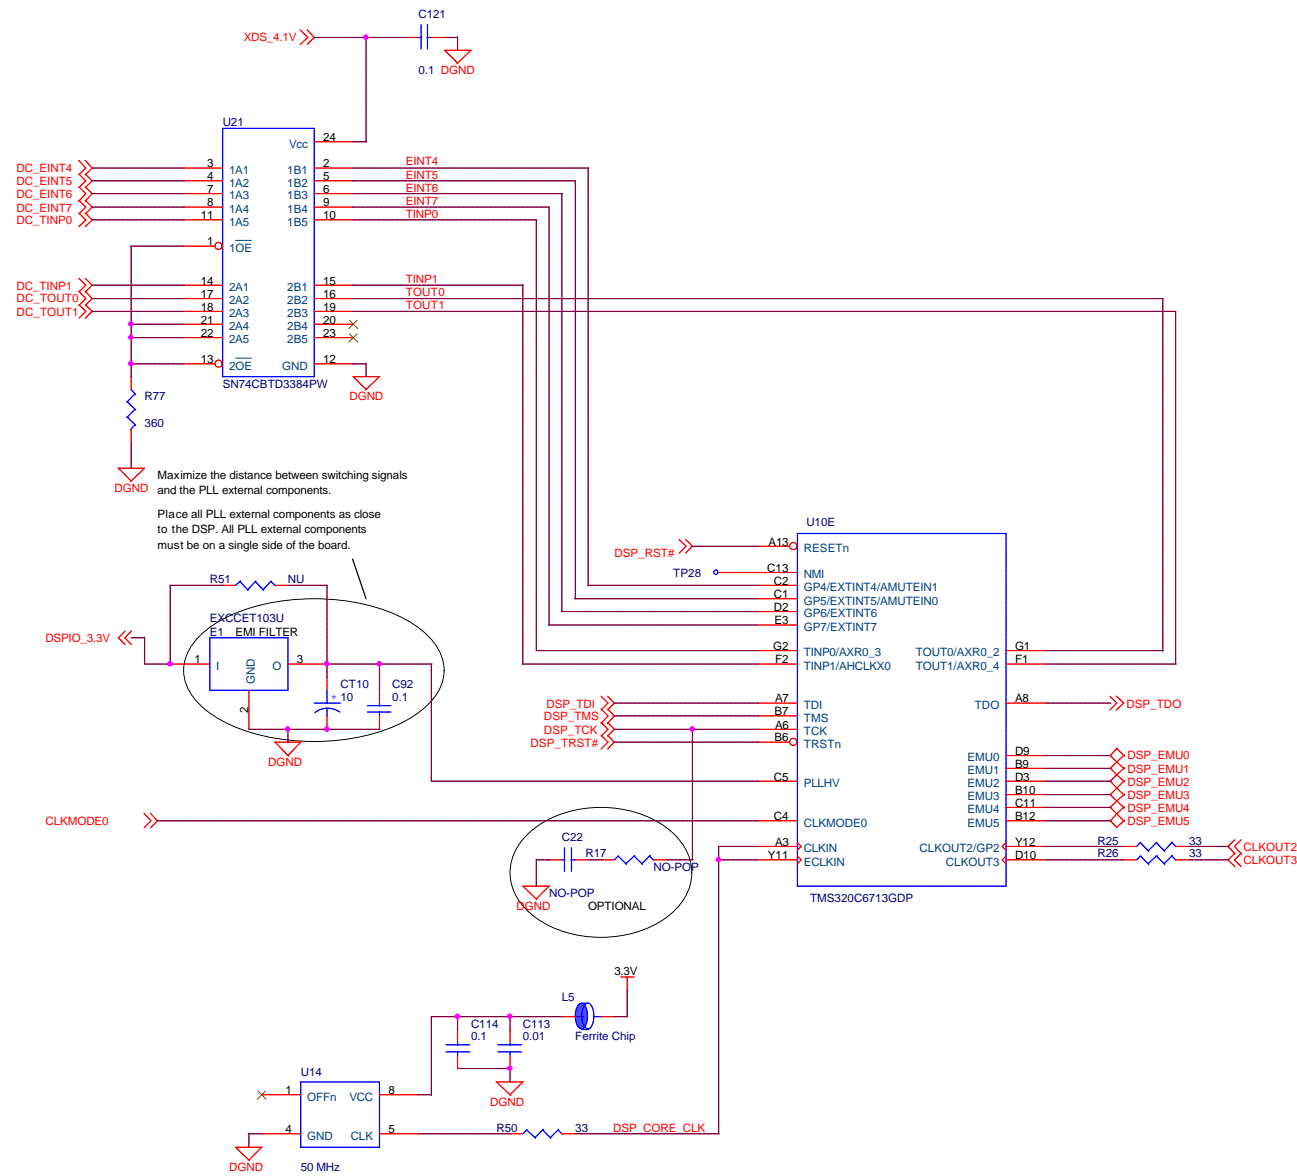 C121
XDS_4.1V
0.1
DGND
U21
Vcc
24
DC_EINT4
3
1A1
1B1
2
EINT4
DC_EINT5
4
1A2
1B2
5
EINT5
DC_EINT6
7
1A3
1B3
6
EINT6
DC_EINT7
8
1A4
1B4
9
EINT7
DC_TINP0
11
1A5
1B5
10
TINP0
1
1OE
DC_TINP1
14
2A1
2B1
15
TINP1
DC_TOUT0
17
2A2
2B2
16
TOUT0
DC_TOUT1
18
2A3
2B3
19
TOUT1
21
2A4
2B4
20
22
2A5
2B5
23
13
2OE
GND
12
SN74CBTD3384PW
DGND
R77
360
DGND
Maximize the distance between switching signals
and the PLL external components.
Place all PLL external components as close
to the DSP. All PLL external components
must be on a single side of the board.
R51
NU
EXCCET103U
E1
EMI FILTER
DSPIO_3.3V
1
I
GND
O
3
2
CT10
+
10
C92
0.1
DGND
U10E
DSP_RST#
A13
RESETn
TP28
C13
NMI
C2
GP4/EXTINT4/AMUTEIN1
C1
GP5/EXTINT5/AMUTEIN0
D2
GP6/EXTINT6
E3
GP7/EXTINT7
G2
TINP0/AXR0_3
TOUT0/AXR0_2
G1
F2
TINP1/AHCLKX0
TOUT1/AXR0_4
F1
DSP_TDI
A7
TDI
TDO
A8
DSP_TDO
DSP_TMS
B7
TMS
DSP_TCK
A6
TCK
DSP_TRST#
B6
TRSTn
EMU0
D9
DSP_EMU0
EMU1
B9
DSP_EMU1
C5
PLLHV
EMU2
D3
DSP_EMU2
EMU3
B10
DSP_EMU3
EMU4
C11
DSP_EMU4
CLKMODE0
C4
CLKMODE0
EMU5
B12
DSP_EMU5
A3
CLKIN
CLKOUT2/GP2
Y12
R25
33
CLKOUT2
Y11
ECLKIN
CLKOUT3
D10
R26
33
CLKOUT3
TMS320C6713GDP
C22
R17
NO-POP
NO-POP
DGND
OPTIONAL
3.3V
L5
Ferrite Chip
C114
0.1
C113
0.01
DGND
U14
1
OFFn
VCC
8
4
GND
CLK
5
R50
33
DSP_CORE_CLK
DGND
50 MHz